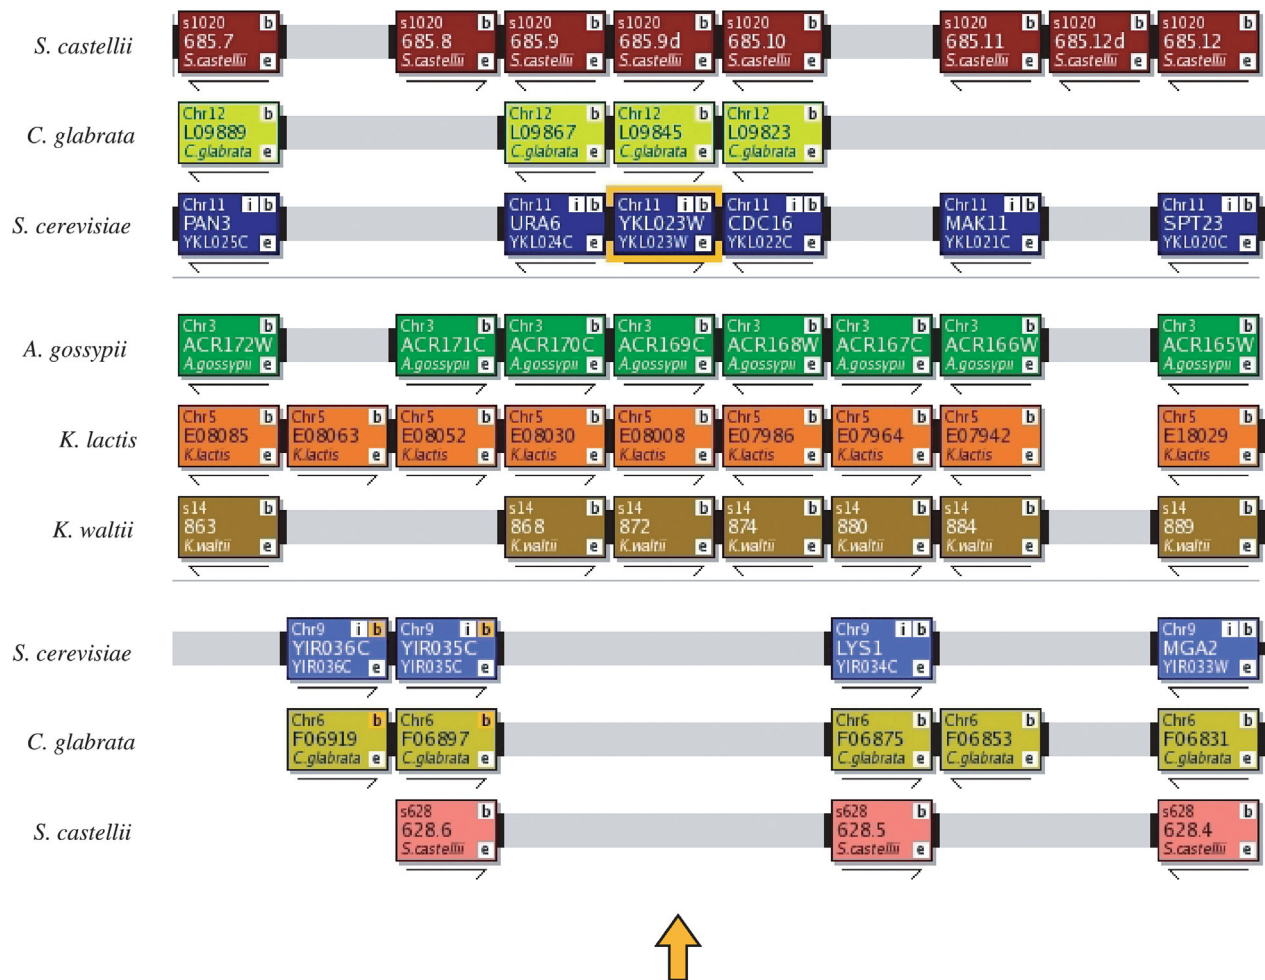 S. castellii
s1020 b s1020 b s1020 b s1020 b s1020 b s1020 b s1020 b s1020 b
685.7 685.8 685.9 685.9d 685.10 685.11 685.12d 685.12
S.castellii e S.castellii e S.castellii e S.castellii e S.castellii e S.castellii e S.castellii e S.castellii e
C. glabrata
Chr12 b Chr12 b Chr12 b Chr12 b
L09889 L09867 L09845 L09823
C.glabrata e C.glabrata e C.glabrata e C.glabrata e
S. cerevisiae
Chr11 i b Chr11 i b Chr11 i b Chr11 i b Chr11 i b Chr11 i b
PAN3 URA6 YKL023W CDC16 MAK11 SPT23
YKL025C e YKL024C e YKL023W e YKL022C e YKL021C e YKL020C e
A. gossypii
Chr3 b Chr3 b Chr3 b Chr3 b Chr3 b Chr3 b Chr3 b Chr3 b
ACR172W ACR171C ACR170C ACR169C ACR168W ACR167C ACR166W ACR165W
A.gossypii e A.gossypii e A.gossypii e A.gossypii e A.gossypii e A.gossypii e A.gossypii e A.gossypii e
K. lactis
Chr5 b Chr5 b Chr5 b Chr5 b Chr5 b Chr5 b Chr5 b Chr5 b Chr5 b
E08085 E08063 E08052 E08030 E08008 E07986 E07964 E07942 E18029
K.lactis e K.lactis e K.lactis e K.lactis e K.lactis e K.lactis e K.lactis e K.lactis e K.lactis e
K. waltii
s14 b s14 b s14 b s14 b s14 b s14 b s14 b
863 868 872 874 880 884 889
K.waltii e K.waltii e K.waltii e K.waltii e K.waltii e K.waltii e K.waltii e
S. cerevisiae
Chr9 i b Chr9 i b Chr9 i b Chr9 i b
YIR036C YIR035C LYS1 MGA2
YIR036C e YIR035C e YIR034C e YIR033W e
C. glabrata
Chr6 b Chr6 b Chr6 b Chr6 b Chr6 b
F06919 F06897 F06875 F06853 F06831
C.glabrata e C.glabrata e C.glabrata e C.glabrata e C.glabrata e
S. castellii
s628 b s628 b s628 b
628.6 628.5 628.4
S.castellii e S.castellii e S.castellii e